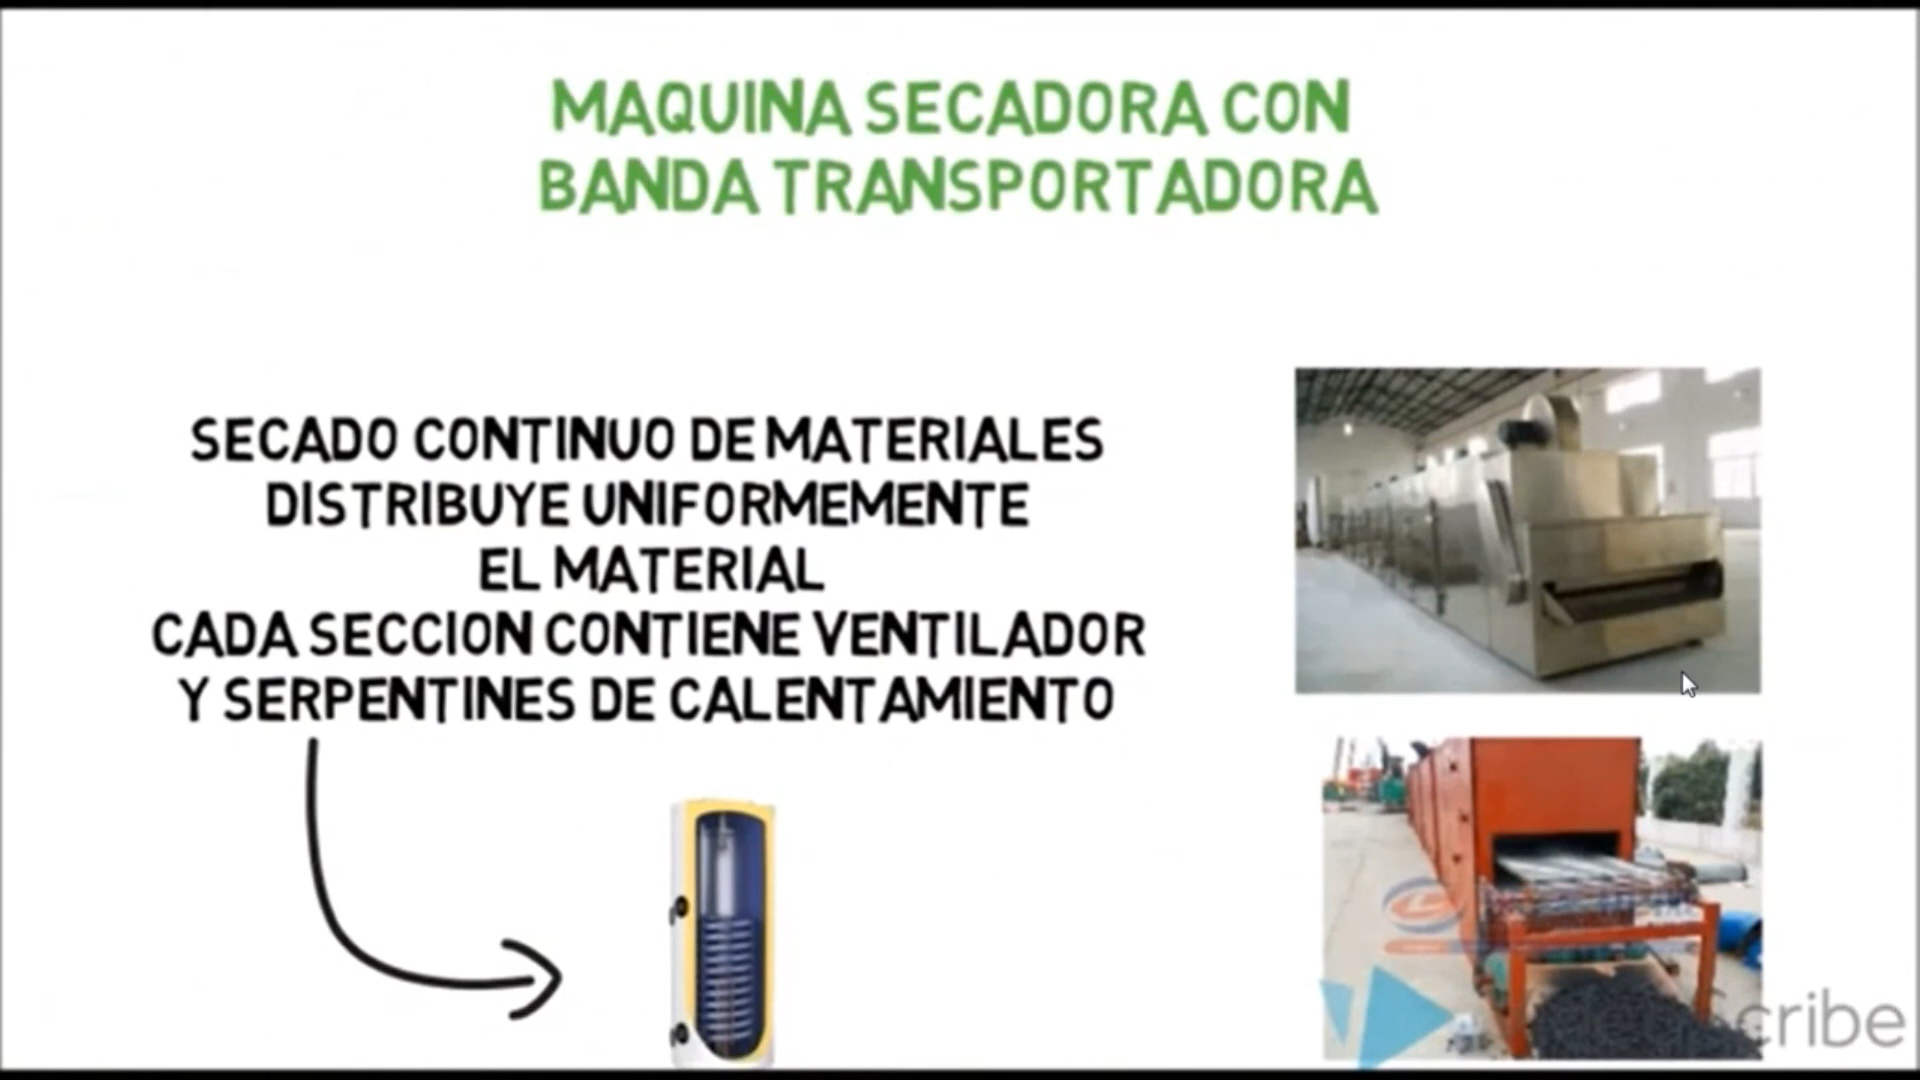 MAQUINA SECADORA CON
BANDA TRANSPORTADORA
SECADO CONTINUO DE MATERIALES
DISTRIBUYE UNIFORMEMENTE
EL MATERIAL
CADA SECCION CONTIENE VENTILADOR
Y SERPENTINES DE CALENTAMIENTO